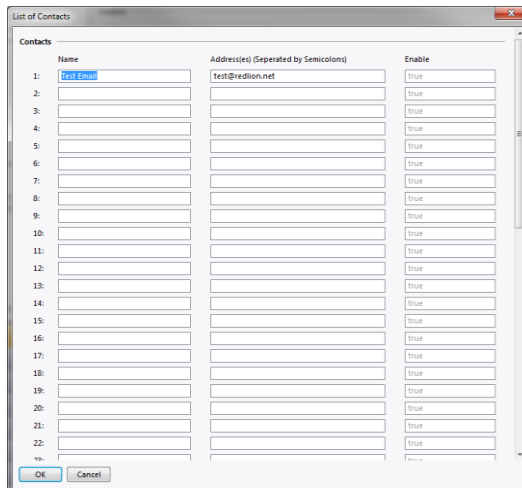 List of Contacts
Contacts
Name Address(es) (Seperated by Semicolons) Enable
1: Test Email test@redlion.net true
2: true
3: true
4: true
5: true
6: true
7: true
8: true
9: true
10: true
11: true
12: true
13: true
14: true
15: true
16: true
17: true
18: true
19: true
20: true
21: true
22: true
OK Cancel